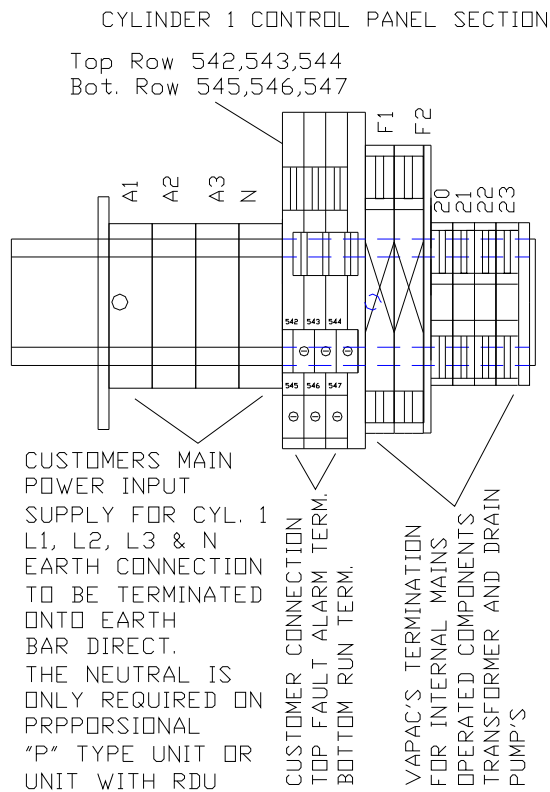 CYLINDER 1 CONTROL PANEL SECTION
Top Row 542,543,544
Bot. Row 545,546,547
A1
A2
A3
N
F1
F2
20
21
22
23
542 543 544
545 546 547
CUSTOMERS MAIN
POWER INPUT
SUPPLY FOR CYL. 1
L1, L2, L3 & N
EARTH CONNECTION
TO BE TERMINATED
ONTO EARTH
BAR DIRECT.
THE NEUTRAL IS
ONLY REQUIRED ON
PRPPORSIONAL
"P" TYPE UNIT OR
UNIT WITH RDU
CUSTOMER CONNECTION
TOP FAULT ALARM TERM.
BOTTOM RUN TERM.
VAPAC'S TERMINATION
FOR INTERNAL MAINS
OPERATED COMPONENTS
TRANSFORMER AND DRAIN
PUMP'S